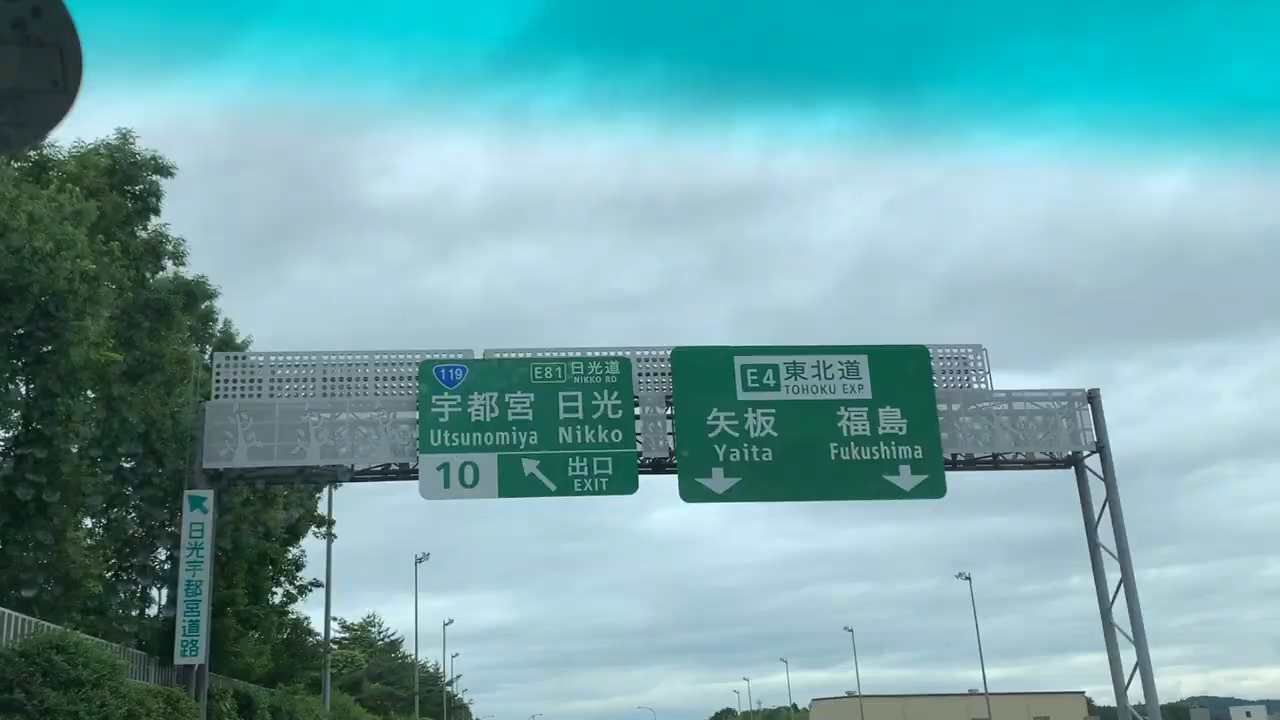 119
E81 日光道
NIKKO RD
宇都宮 日光
Utsunomiya Nikko
10
出口
EXIT
E4 東北道
TOHOKU EXP
矢板 福島
Yaita Fukushima
日光宇都宮道路